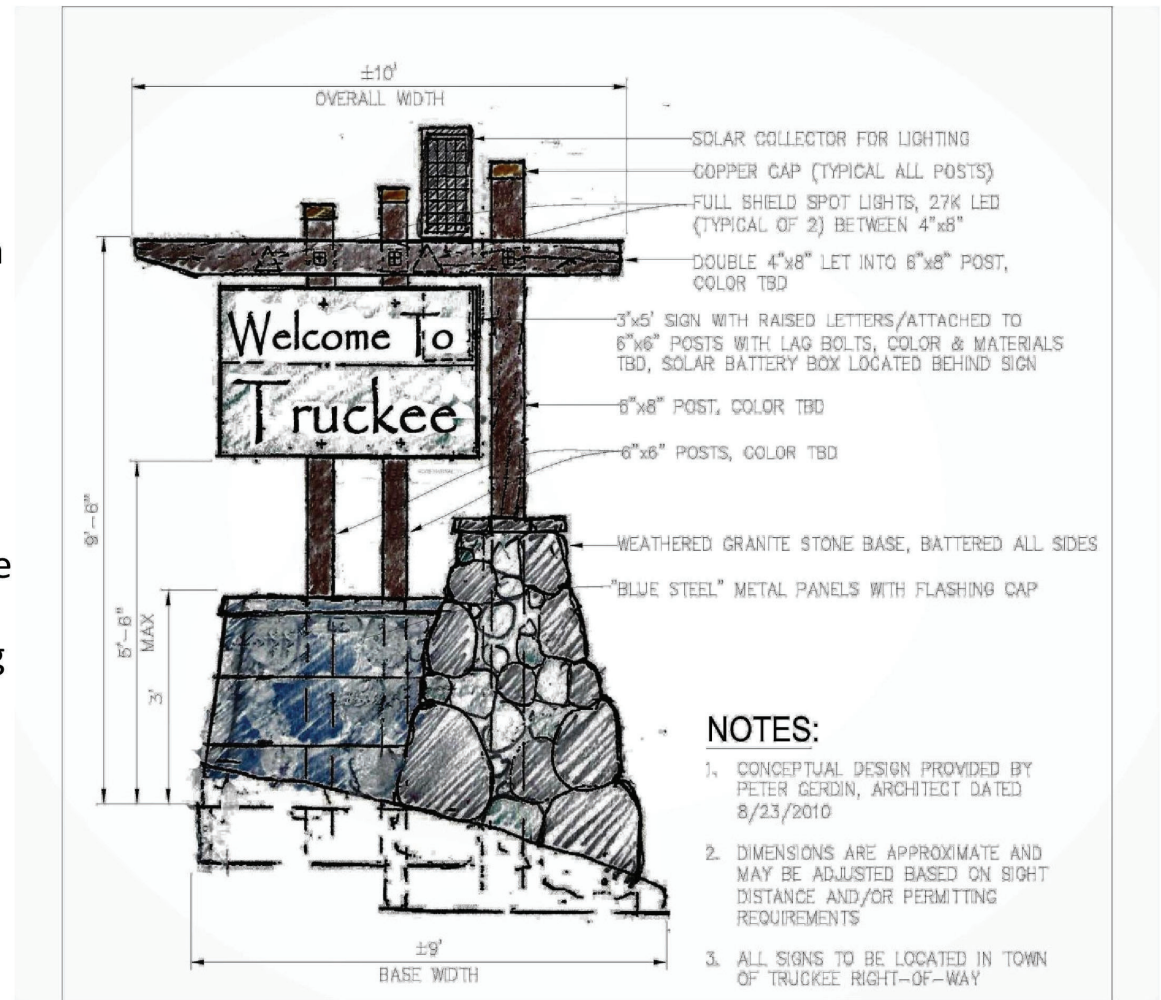 ±10'
OVERALL WIDTH
SOLAR COLLECTOR FOR LIGHTING
COPPER CAP (TYPICAL ALL POSTS)
FULL SHIELD SPOT LIGHTS, 27K LED
(TYPICAL OF 2) BETWEEN 4"x8"
DOUBLE 4"x8" LET INTO 6"x8" POST,
COLOR TBD
3'x5' SIGN WITH RAISED LETTERS/ATTACHED TO
6"x6" POSTS WITH LAG BOLTS, COLOR & MATERIALS
TBD, SOLAR BATTERY BOX LOCATED BEHIND SIGN
Welcome To
Truckee
6"x8" POST, COLOR TBD
6"x6" POSTS, COLOR TBD
9'-6"
5'-6"
MAX
3'
WEATHERED GRANITE STONE BASE, BATTERED ALL SIDES
"BLUE STEEL" METAL PANELS WITH FLASHING CAP
±9'
BASE WIDTH
NOTES:
1. CONCEPTUAL DESIGN PROVIDED BY
PETER GERDIN, ARCHITECT DATED
8/23/2010
2. DIMENSIONS ARE APPROXIMATE AND
MAY BE ADJUSTED BASED ON SIGHT
DISTANCE AND/OR PERMITTING
REQUIREMENTS
3. ALL SIGNS TO BE LOCATED IN TOWN
OF TRUCKEE RIGHT-OF-WAY